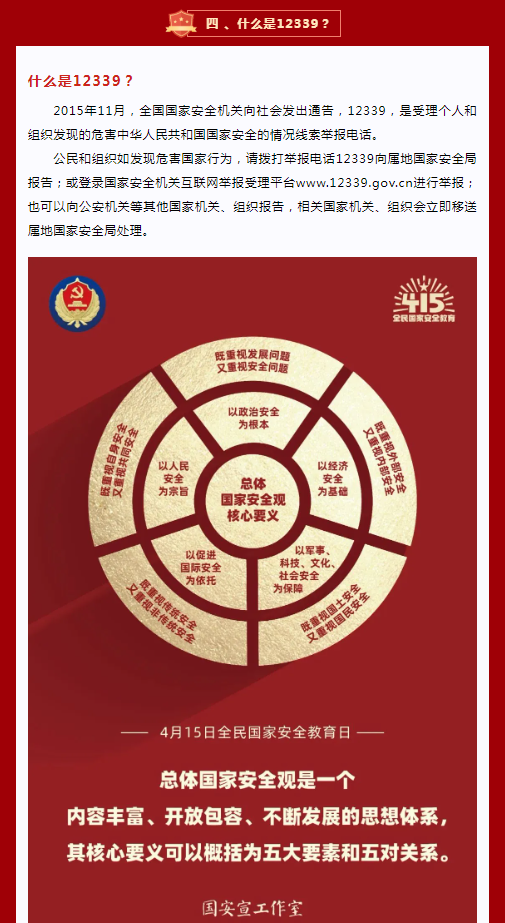 四 、什么是12339？
什么是12339？
2015年11月，全国国家安全机关向社会发出通告，12339，是受理个人和
组织发现的危害中华人民共和国国家安全的情况线索举报电话。
公民和组织如发现危害国家行为，请拨打举报电话12339向属地国家安全局
报告；或登录国家安全机关互联网举报受理平台www.12339.gov.cn进行举报；
也可以向公安机关等其他国家机关、组织报告，相关国家机关、组织会立即移送
属地国家安全局处理。
415
全民国家安全教育
既重视发展问题
又重视安全问题
既重视自身安全
又重视共同安全
既重视外部安全
又重视内部安全
以政治安全
为根本
以人民
安全
为宗旨
以经济
安全
为基础
总体
国家安全观
核心要义
以促进
国际安全
为依托
以军事、
科技、文化、
社会安全
为保障
既重视传统安全
又重视非传统安全
既重视国土安全
又重视国民安全
4月15日全民国家安全教育日
总体国家安全观是一个
内容丰富、开放包容、不断发展的思想体系，
其核心要义可以概括为五大要素和五对关系。
国安宣工作室